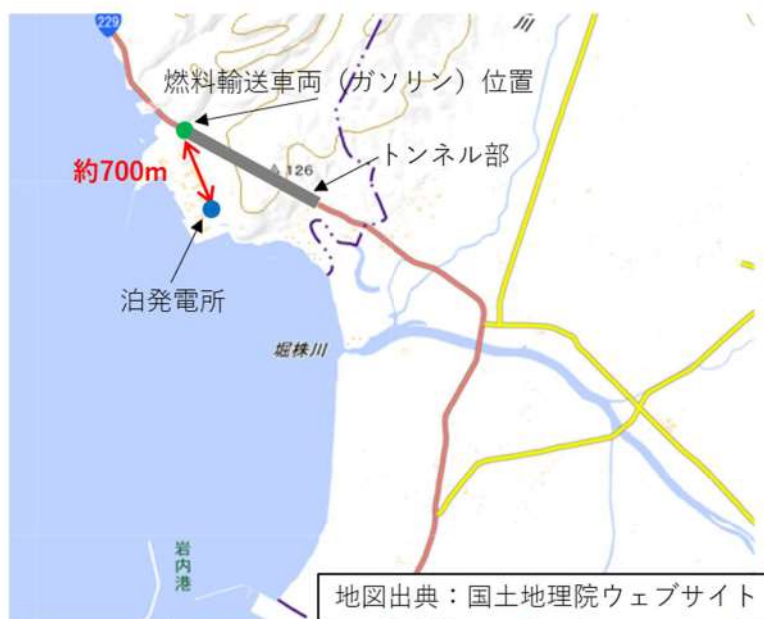 229
川
燃料輸送車両（ガソリン）位置
約700m
126
トンネル部
泊発電所
堀株川
岩内港
地図出典：国土地理院ウェブサイト